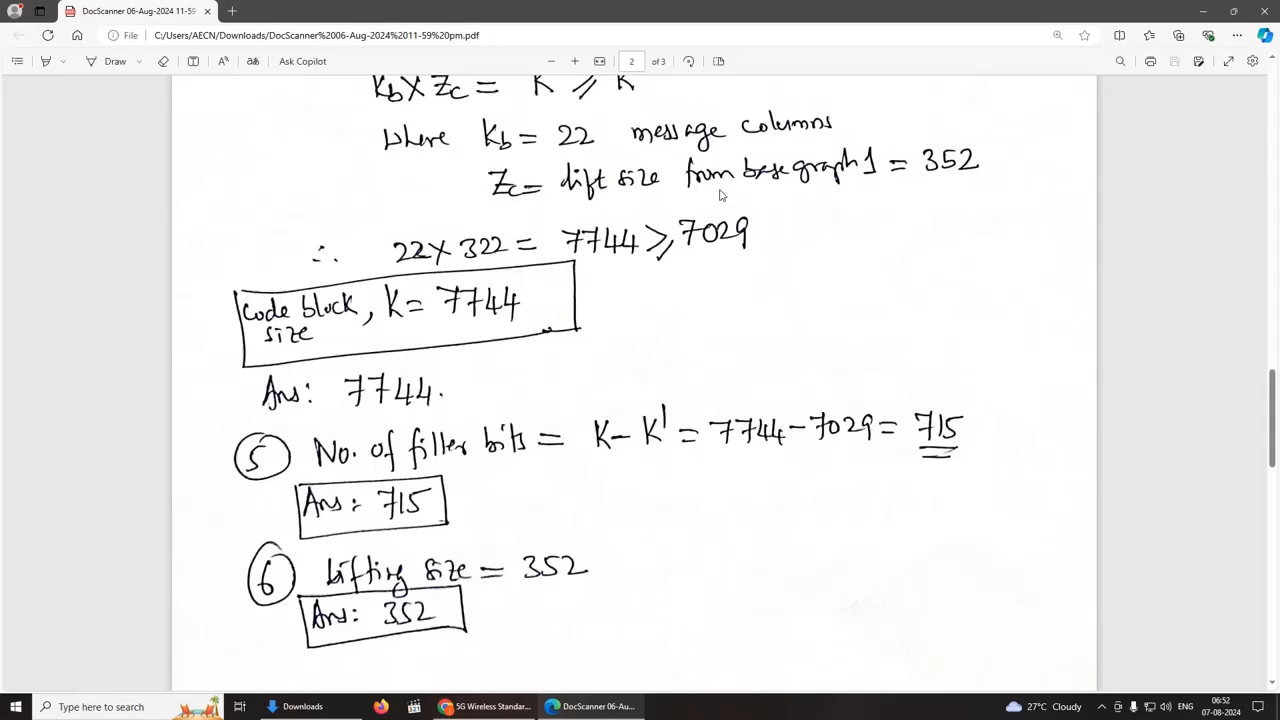 DocScanner 06-Aug-2024 11-59
File
C:/Users/AECN/Downloads/DocScanner%2006-Aug-2024%2011-59%20pm.pdf
Draw
Ask Copilot
2 of 3
Kb X Zc = K ⩾ K
Where Kb = 22 message columns
Zc = lift size from base graph 1 = 352
∴ 22 X 322 = 7744 ⩾ 7029
Code block size, K = 7744
Ans: 7744.
5 No. of filler bits = K - K' = 7744 - 7029 = 715
Ans: 715
6 Lifting size = 352
Ans: 352
Type here to search
Downloads
5G Wireless Standar...
DocScanner 06-Au...
27°C Cloudy
ENG
06:52
07-08-2024